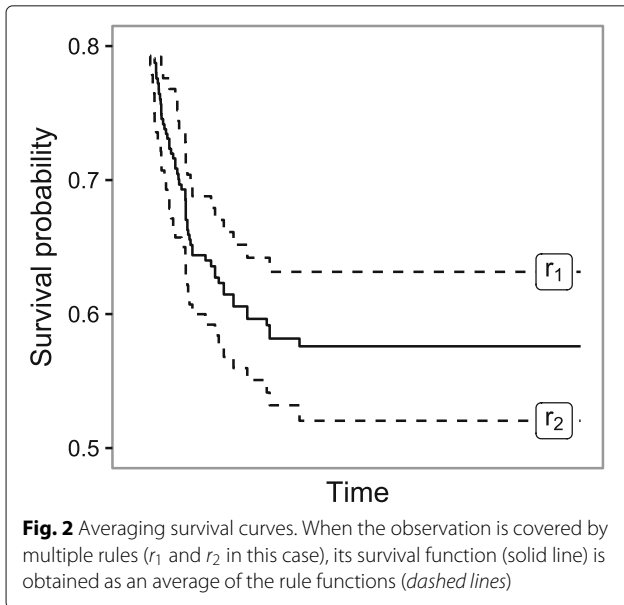 0.8
0.7
0.6
0.5
Survival probability
r₁
r₂
Time
Fig. 2 Averaging survival curves. When the observation is covered by
multiple rules (r₁ and r₂ in this case), its survival function (solid line) is
obtained as an average of the rule functions (dashed lines)